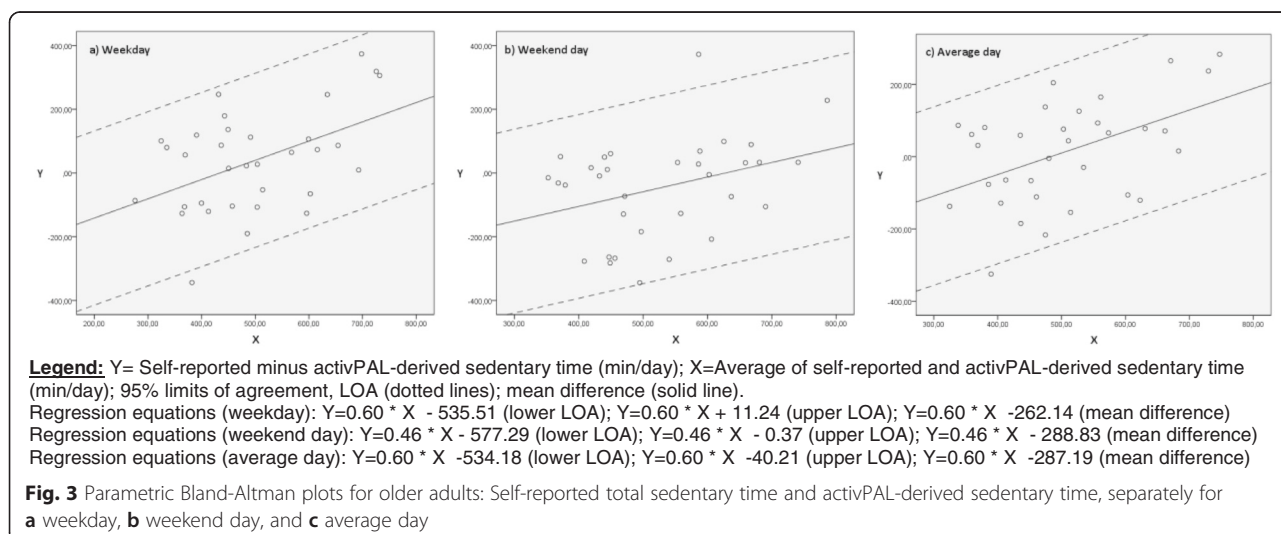 a) Weekday
400,00
200,00
,00
-200,00
-400,00
Y
200,00 300,00 400,00 500,00 600,00 700,00 800,00
X
b) Weekend day
400,00
200,00
,00
-200,00
-400,00
Y
300,00 400,00 500,00 600,00 700,00 800,00
X
c) Average day
200,00
,00
-200,00
-400,00
Y
300,00 400,00 500,00 600,00 700,00 800,00
X
Legend: Y= Self-reported minus activPAL-derived sedentary time (min/day); X=Average of self-reported and activPAL-derived sedentary time
(min/day); 95% limits of agreement, LOA (dotted lines); mean difference (solid line).
Regression equations (weekday): Y=0.60 * X - 535.51 (lower LOA); Y=0.60 * X + 11.24 (upper LOA); Y=0.60 * X -262.14 (mean difference)
Regression equations (weekend day): Y=0.46 * X - 577.29 (lower LOA); Y=0.46 * X - 0.37 (upper LOA); Y=0.46 * X - 288.83 (mean difference)
Regression equations (average day): Y=0.60 * X -534.18 (lower LOA); Y=0.60 * X -40.21 (upper LOA); Y=0.60 * X -287.19 (mean difference)
Fig. 3 Parametric Bland-Altman plots for older adults: Self-reported total sedentary time and activPAL-derived sedentary time, separately for
a weekday, b weekend day, and c average day